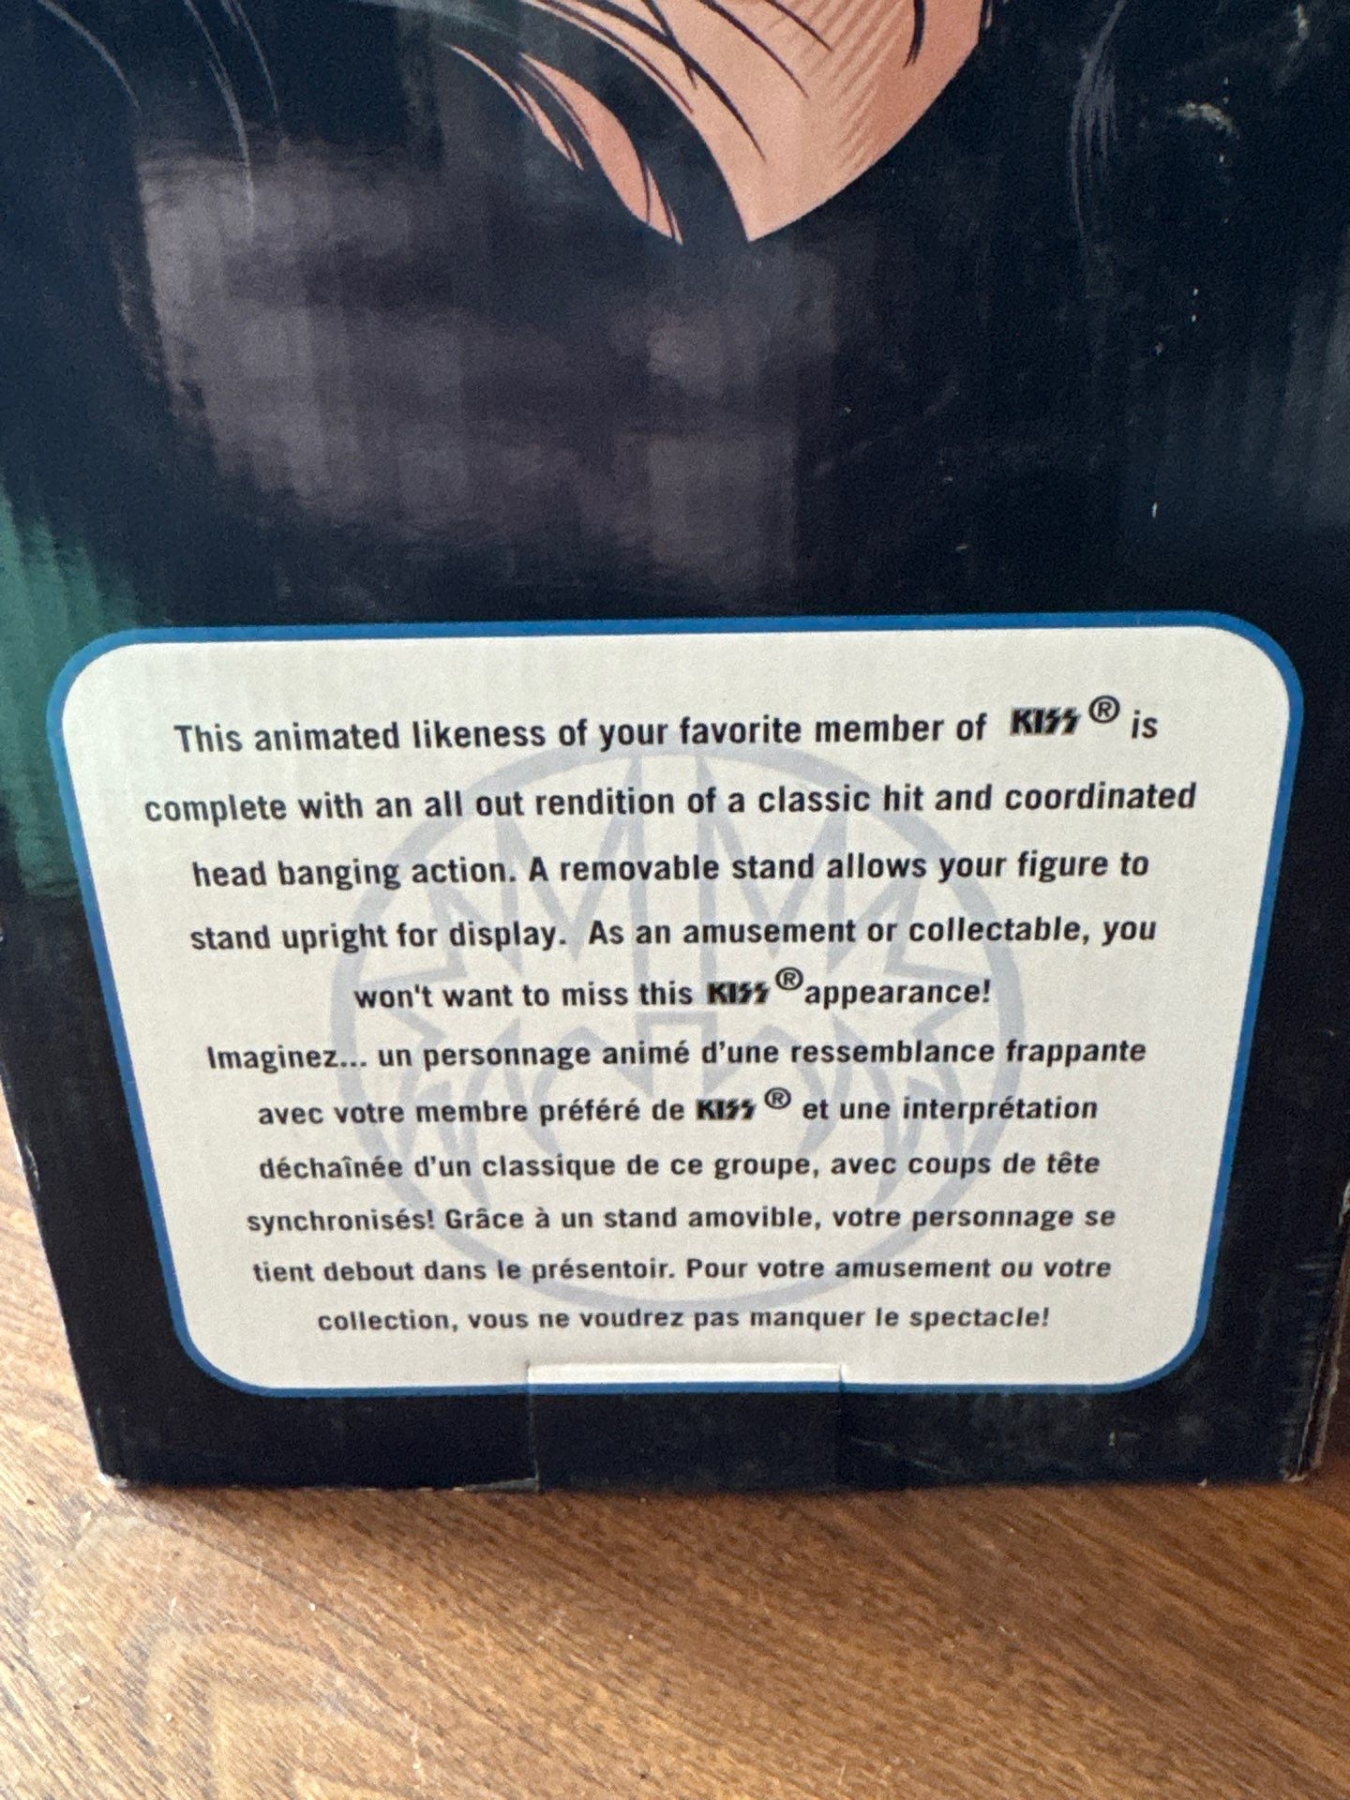 This animated likeness of your favorite member of KISS® is
complete with an all out rendition of a classic hit and coordinated
head banging action. A removable stand allows your figure to
stand upright for display. As an amusement or collectable, you
won't want to miss this KISS® appearance!
Imaginez... un personnage animé d'une ressemblance frappante
avec votre membre préféré de KISS® et une interprétation
déchaînée d'un classique de ce groupe, avec coups de tête
synchronisés! Grâce à un stand amovible, votre personnage se
tient debout dans le présentoir. Pour votre amusement ou votre
collection, vous ne voudrez pas manquer le spectacle!